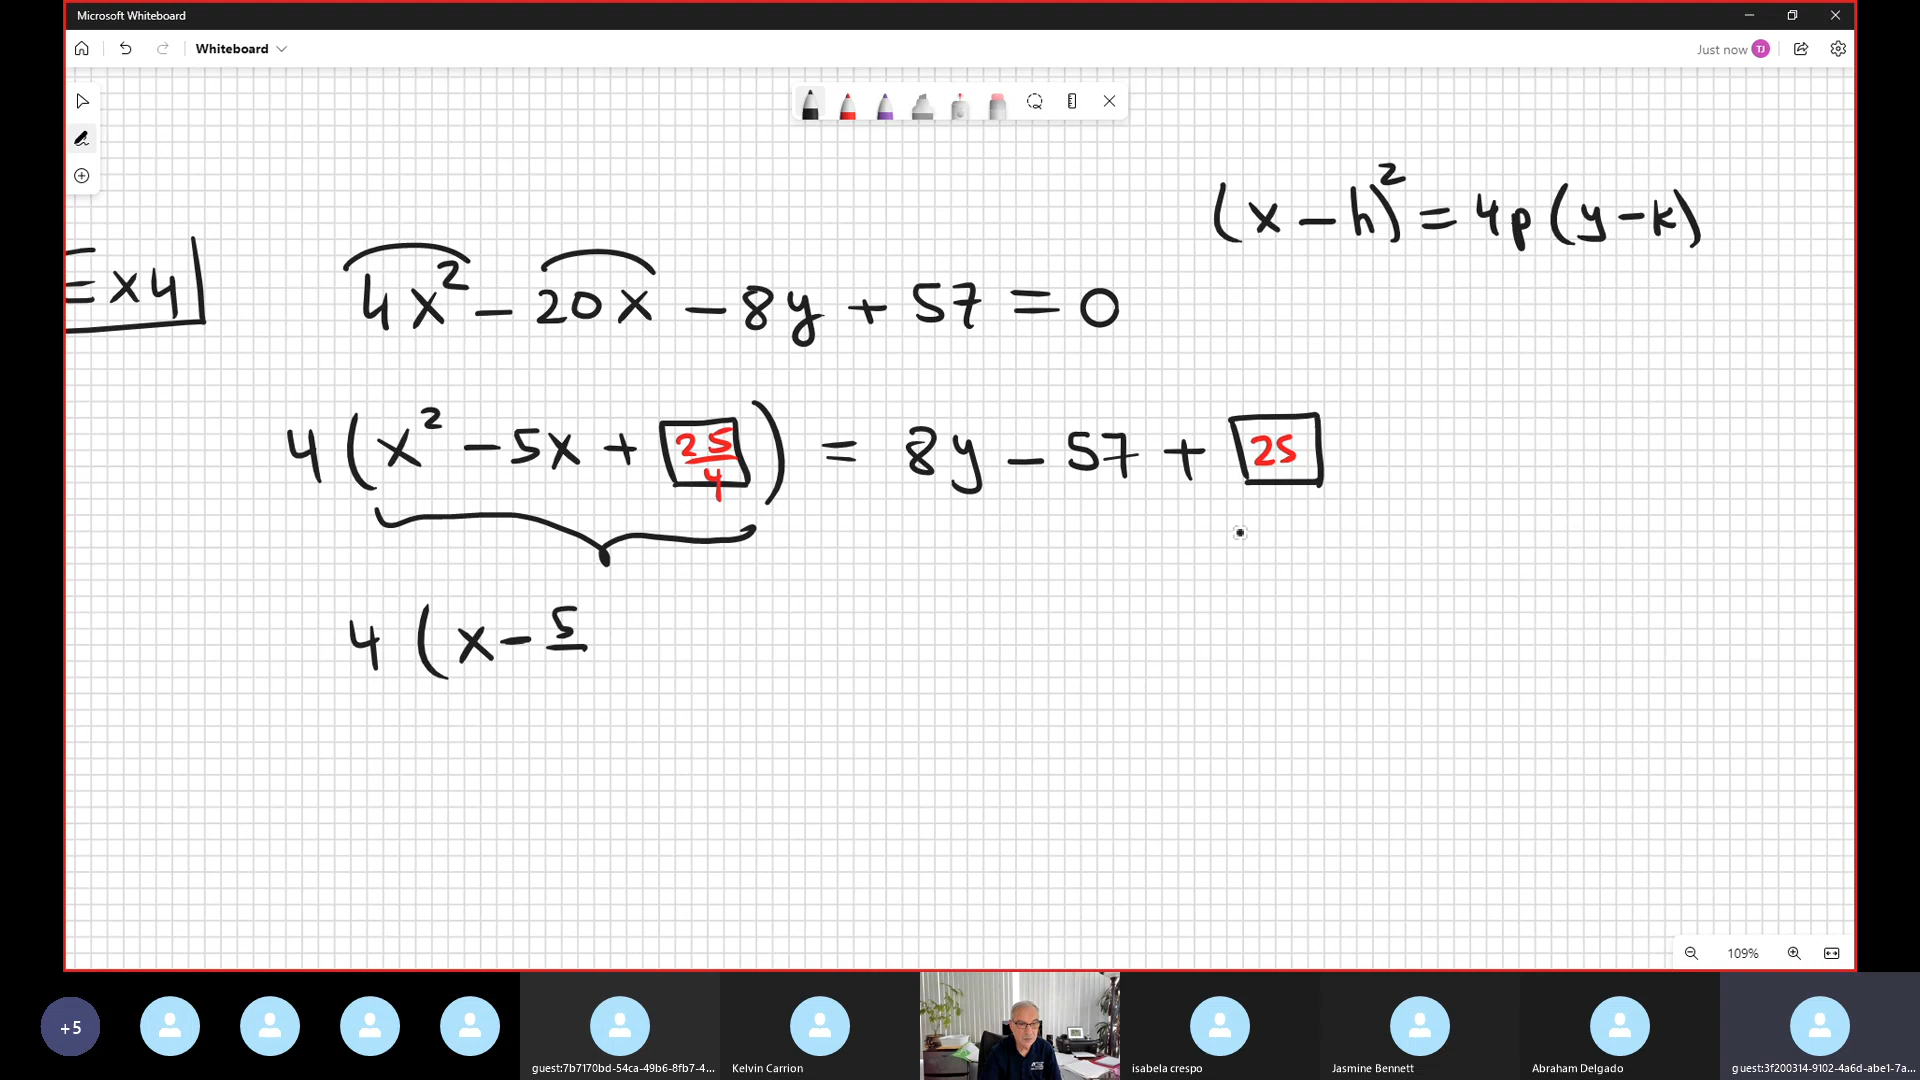 Microsoft Whiteboard
Whiteboard
Just now TJ
(x - h)² = 4p(y - k)
= x4
4x² - 20x - 8y + 57 = 0
4(x² - 5x + 25/4) = 8y - 57 + 25
4(x - 5
109%
+5
guest:7b7170bd-54ca-49b6-8fb7-4...
Kelvin Carrion
isabela crespo
Jasmine Bennett
Abraham Delgado
guest:3f200314-9102-4a6d-abe1-7a...